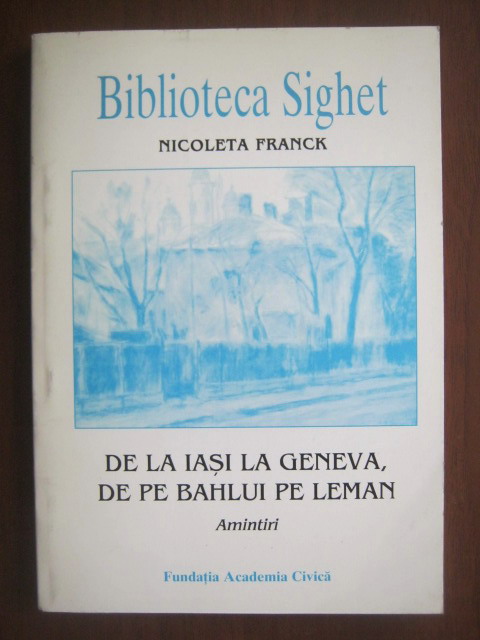 Biblioteca Sighet
NICOLETA FRANCK
DE LA IAȘI LA GENEVA,
DE PE BAHLUI PE LEMAN
Amintiri
Fundația Academia Civică